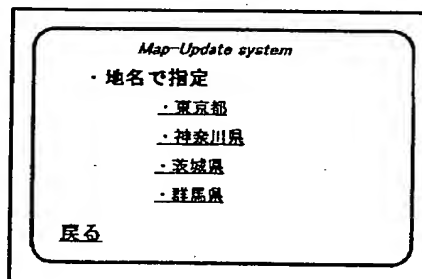 Map-Update system
・地名で指定
・東京都
・神奈川県
・茨城県
・群馬県
戻る